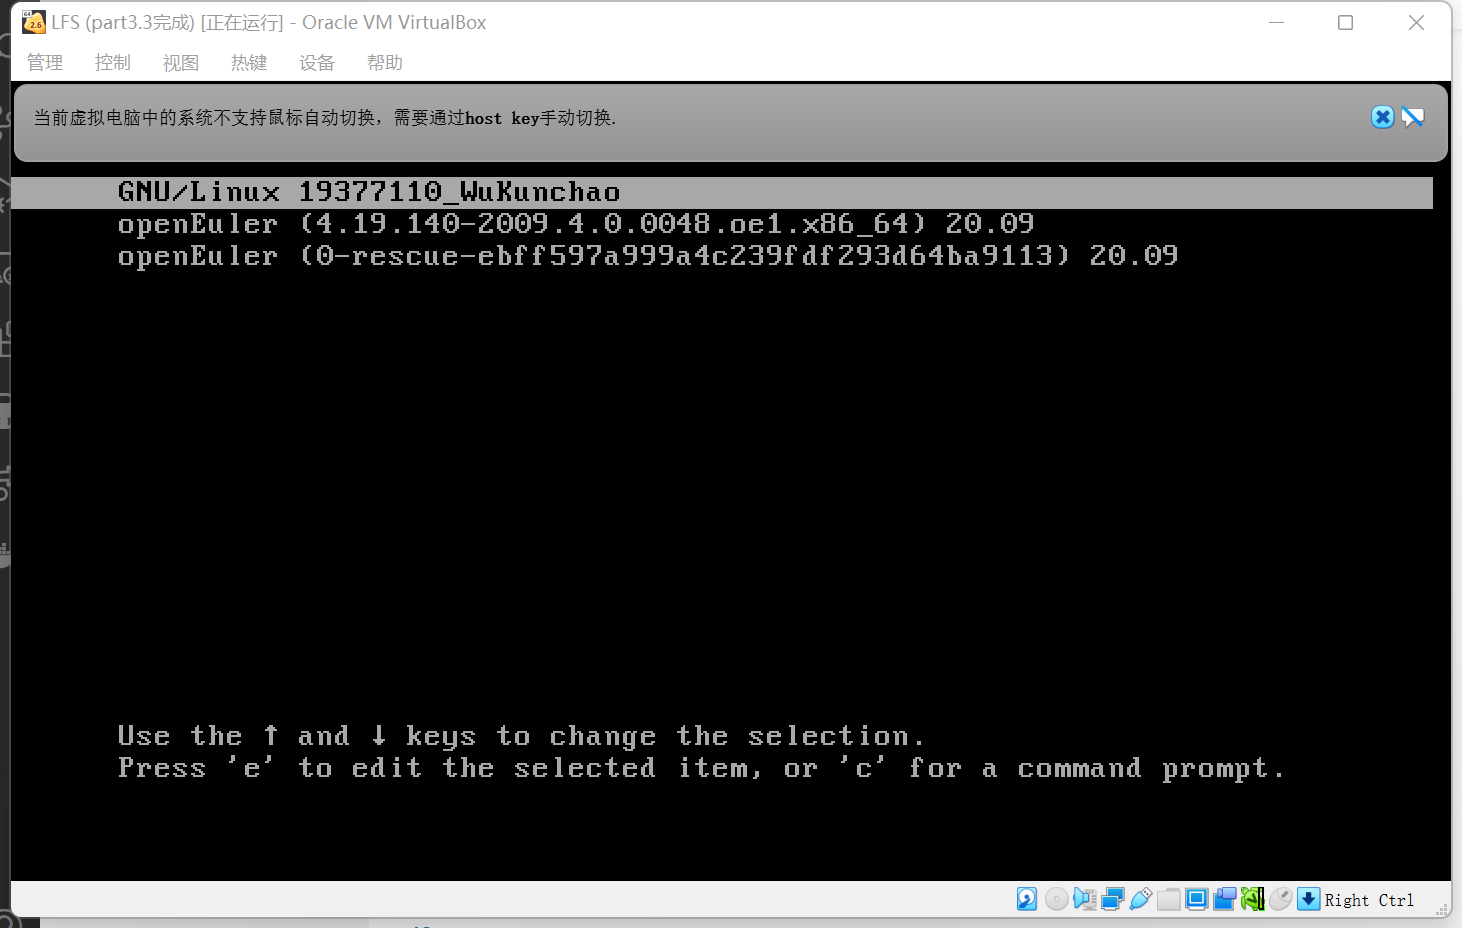 LFS (part3.3完成) [正在运行] - Oracle VM VirtualBox
管理 控制 视图 热键 设备 帮助
当前虚拟电脑中的系统不支持鼠标自动切换，需要通过host key手动切换.
GNU/Linux 19377110_WuKunchao
openEuler (4.19.140-2009.4.0.0048.oe1.x86_64) 20.09
openEuler (0-rescue-ebff597a999a4c239fdf293d64ba9113) 20.09
Use the ↑ and ↓ keys to change the selection.
Press 'e' to edit the selected item, or 'c' for a command prompt.
Right Ctrl